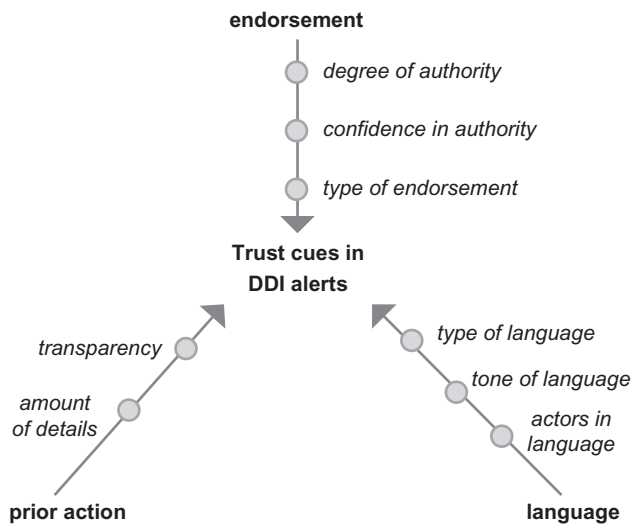 endorsement
degree of authority
confidence in authority
type of endorsement
Trust cues in
DDI alerts
transparency
amount
of details
prior action
type of language
tone of language
actors in
language
language